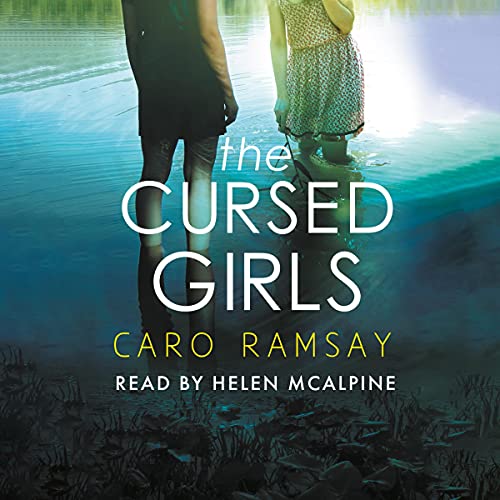 the
CURSED
GIRLS
CARO RAMSAY
READ BY HELEN MCALPINE